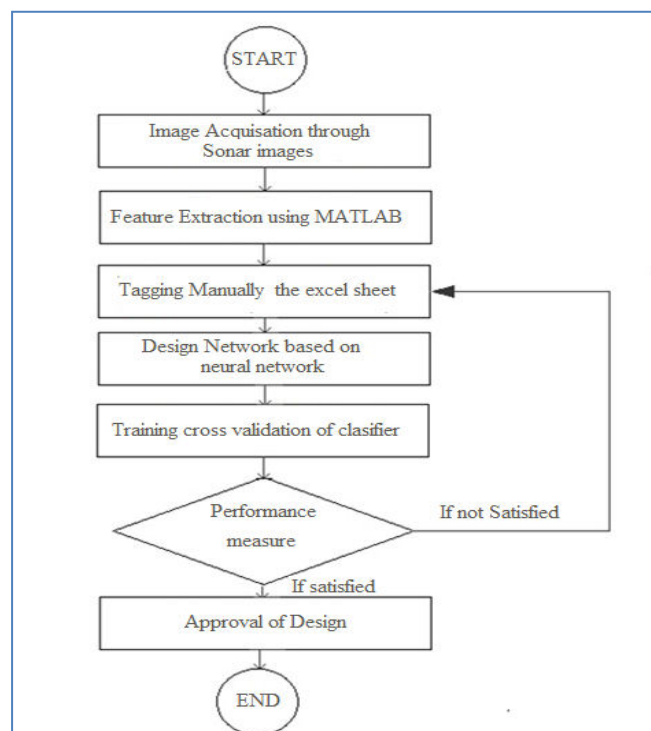 START
Image Acquisation through
Sonar images
Feature Extraction using MATLAB
Tagging Manually the excel sheet
Design Network based on
neural network
Training cross validation of clasifier
Performance
measure
If not Satisfied
If satisfied
Approval of Design
END